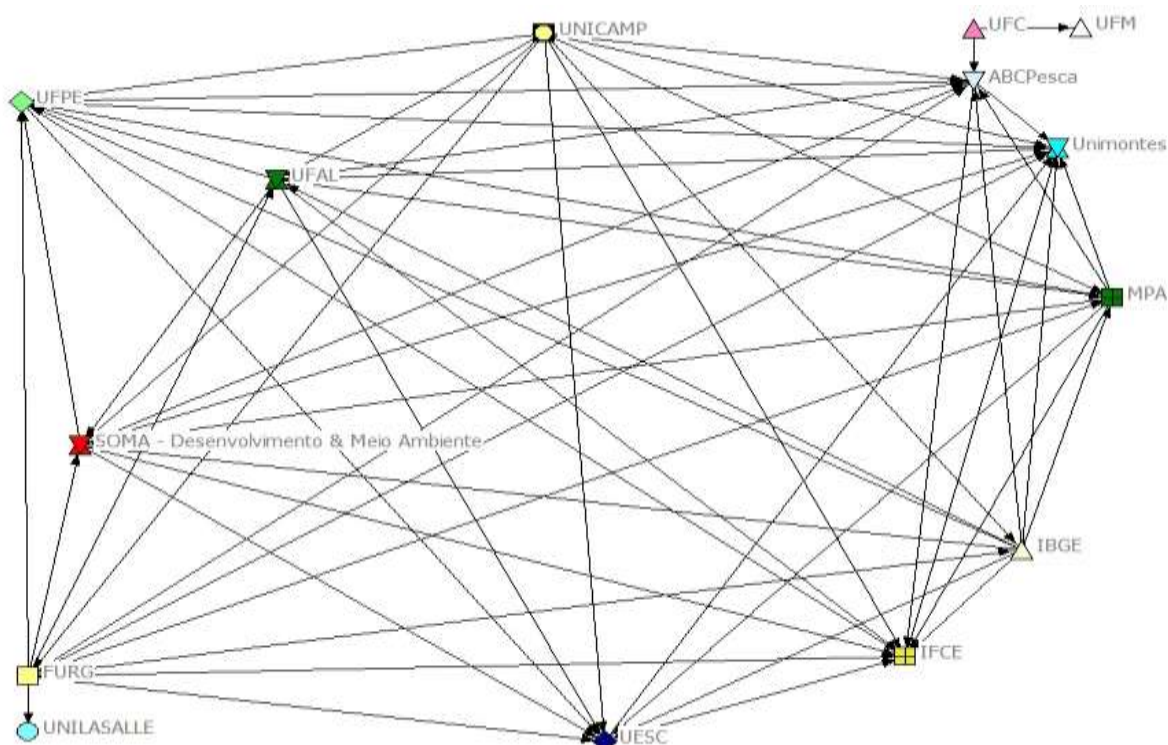 UNICAMP
UFC
UFM
ABCPesca
UFPE
Unimontes
UFAL
MPA
SOMA - Desenvolvimento & Meio Ambiente
IBGE
IFCE
FURG
UNILASALLE
UESC